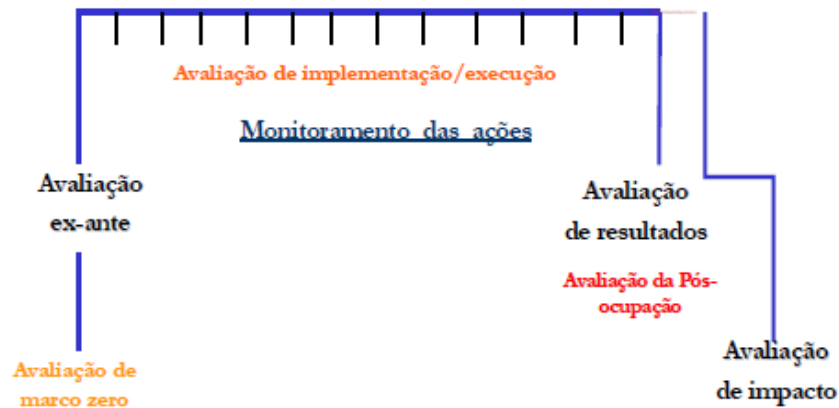 Avaliação de implementação/execução
Monitoramento das ações
Avaliação
ex-ante
Avaliação
de resultados
Avaliação da Pós-
ocupação
Avaliação de
marco zero
Avaliação
de impacto